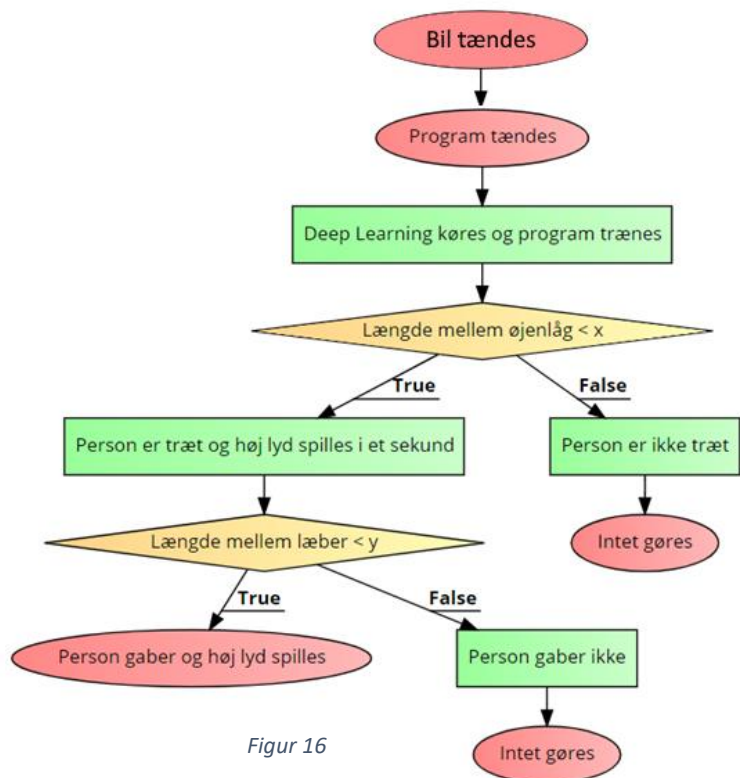 Bil tændes
Program tændes
Deep Learning køres og program trænes
Længde mellem øjenlåg < x
True
False
Person er træt og høj lyd spilles i et sekund
Person er ikke træt
Længde mellem læber < y
Intet gøres
True
False
Person gaber og høj lyd spilles
Person gaber ikke
Figur 16
Intet gøres